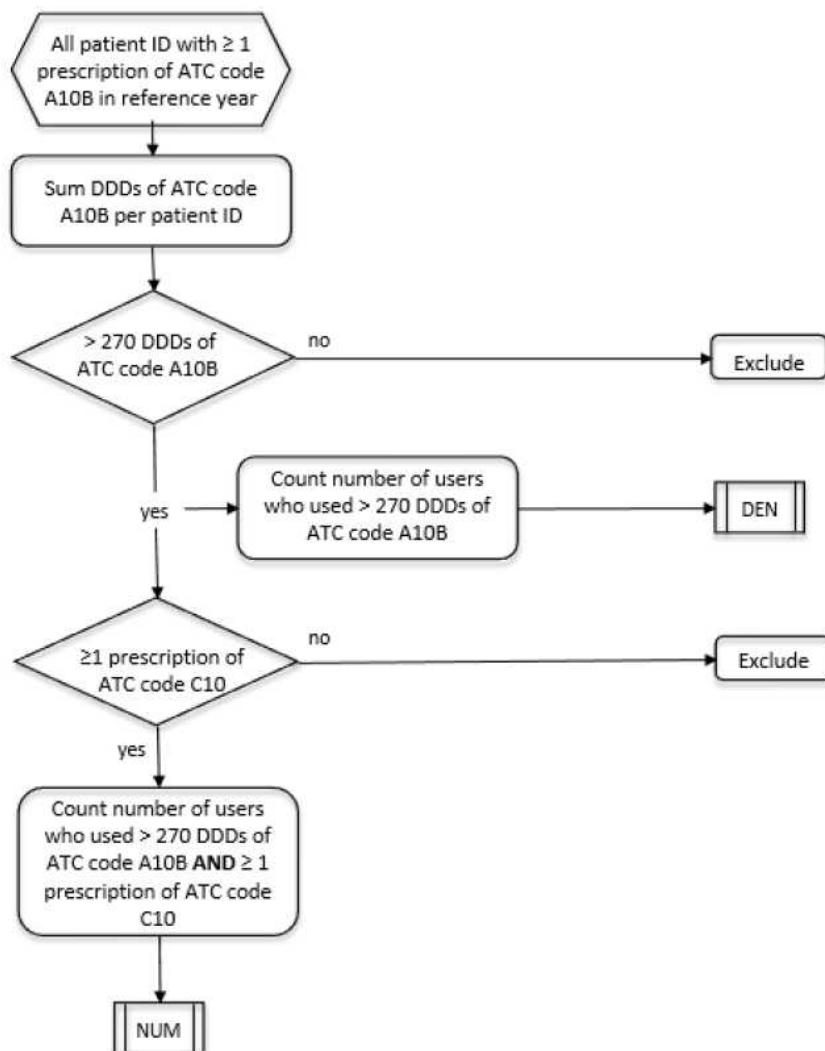 All patient ID with ≥ 1
prescription of ATC code
A10B in reference year
Sum DDDs of ATC code
A10B per patient ID
> 270 DDDs of
ATC code A10B
no
Exclude
yes
Count number of users
who used > 270 DDDs of
ATC code A10B
DEN
≥1 prescription of
ATC code C10
no
Exclude
yes
Count number of users
who used > 270 DDDs of
ATC code A10B AND ≥ 1
prescription of ATC code
C10
NUM